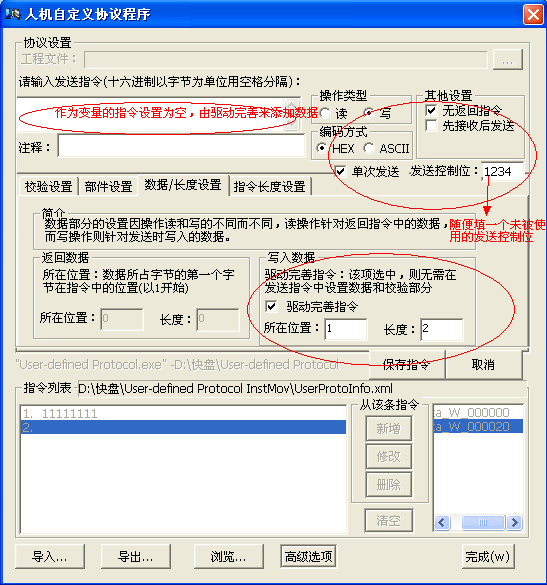 人机自定义协议程序
协议设置
工程文件：
...
请输入发送指令(十六进制以字节为单位用空格分隔)：
作为变量的指令设置为空，由驱动完善来添加数据
注释：
操作类型
读 写
编码方式
HEX ASCII
其他设置
无返回指令
先接收后发送
单次发送 发送控制位： 1234
随便填一个未被使
用的发送控制位
校验设置 部件设置 数据/长度设置 指令长度设置
简介
数据部分的设置因操作读和写的不同而不同，读操作针对返回指令中的数据，
而写操作则针对发送时写入的数据。
返回数据
所在位置：数据所占字节的第一个字
节在指令中的位置(以1开始)
所在位置： 0 长度： 0
写入数据
驱动完善指令：该项选中，则无需在
发送指令中设置数据和校验部分
驱动完善指令
所在位置： 1 长度： 2
"User-defined Protocol.exe" -D:\快盘\User-defined Protocol
保存指令 取消
指令列表 D:\快盘\User-defined Protocol InstMov\UserProtoInfo.xml
1. 11111111
2.
从该条指令
新增
修改
删除
清空
ta_W_000000
ta_W_000020
导入... 导出... 浏览... 高级选项 完成(w)